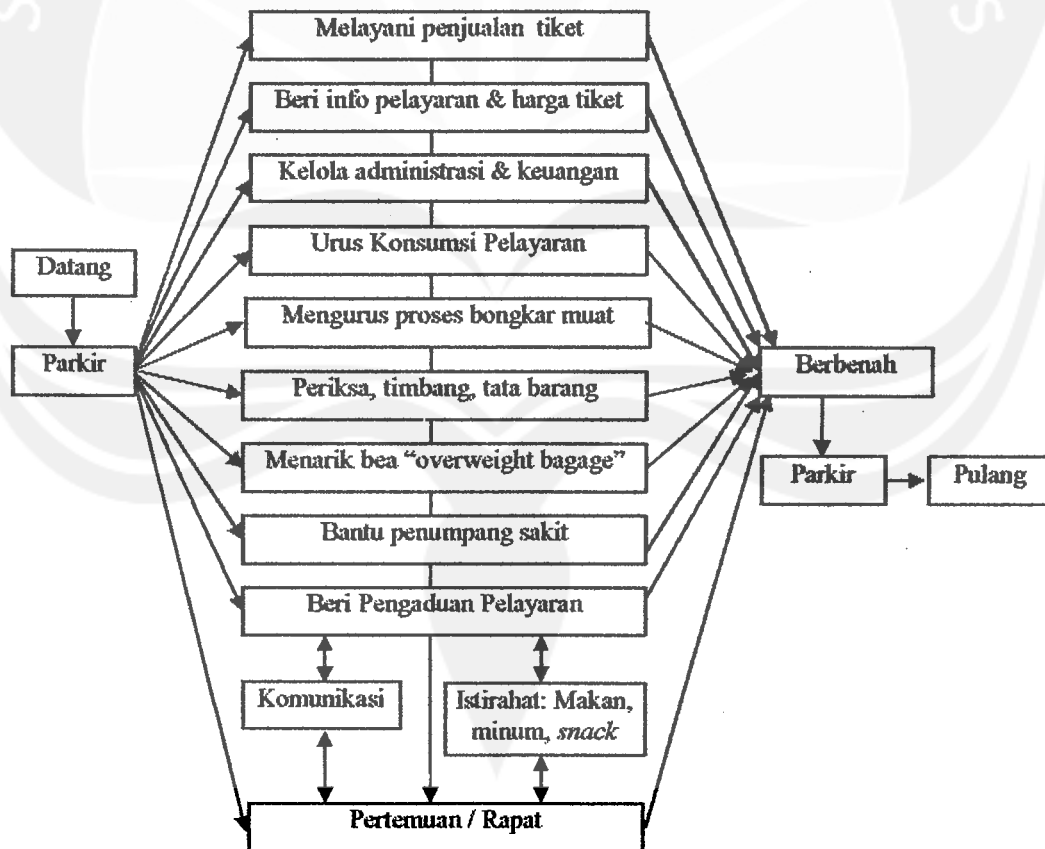 Melayani penjualan tiket
Beri info pelayaran & harga tiket
Kelola administrasi & keuangan
Urus Konsumsi Pelayaran
Datang
Mengurus proses bongkar muat
Parkir
Berbenah
Periksa, timbang, tata barang
Menarik bea “overweight bagage”
Parkir
Pulang
Bantu penumpang sakit
Beri Pengaduan Pelayaran
Komunikasi
Istirahat: Makan,
minum, snack
Pertemuan / Rapat